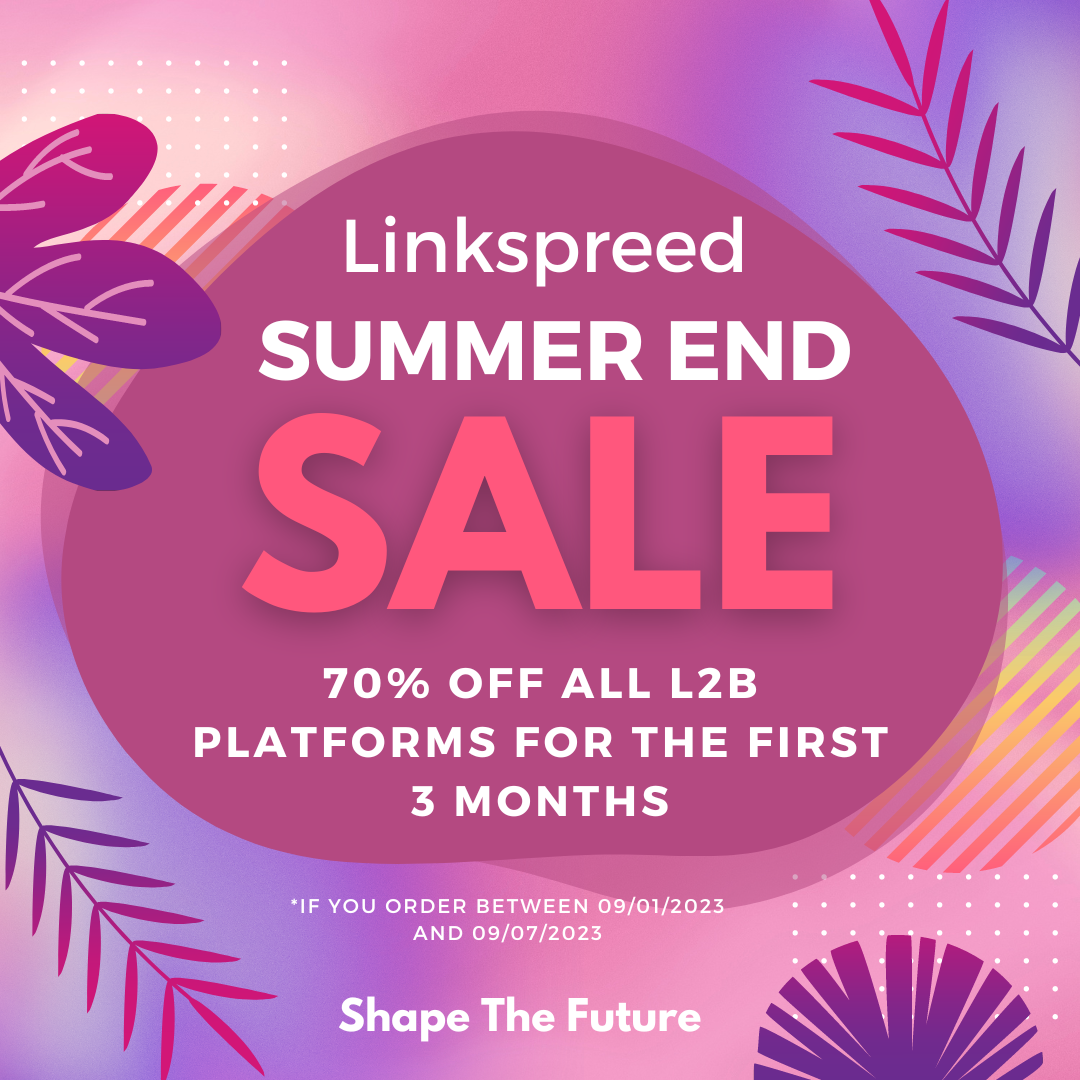 Linkspreed
SUMMER END
SALE
70% OFF ALL L2B
PLATFORMS FOR THE FIRST
3 MONTHS
*IF YOU ORDER BETWEEN 09/01/2023
AND 09/07/2023
Shape The Future